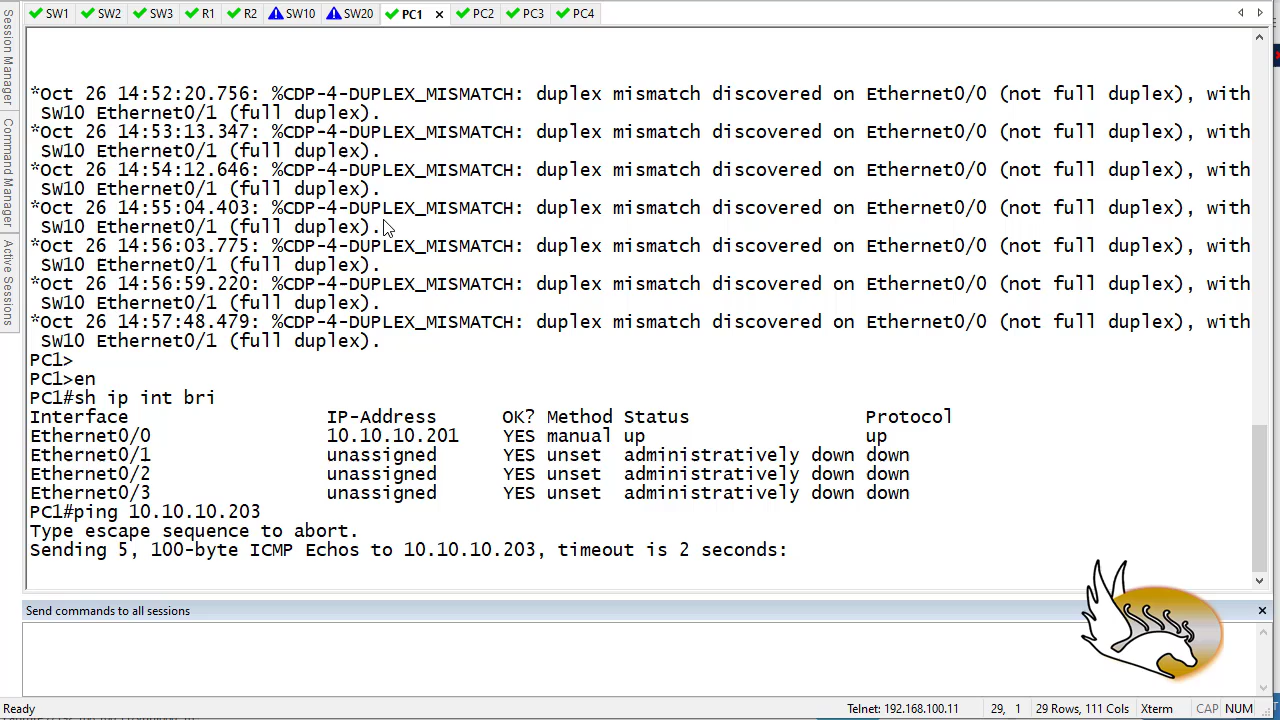 SW1 SW2 SW3 R1 R2 SW10 SW20 PC1 × PC2 PC3 PC4
Session Manager
Command Manager
Active Sessions
*Oct 26 14:52:20.756: %CDP-4-DUPLEX_MISMATCH: duplex mismatch discovered on Ethernet0/0 (not full duplex), with
SW10 Ethernet0/1 (full duplex).
*Oct 26 14:53:13.347: %CDP-4-DUPLEX_MISMATCH: duplex mismatch discovered on Ethernet0/0 (not full duplex), with
SW10 Ethernet0/1 (full duplex).
*Oct 26 14:54:12.646: %CDP-4-DUPLEX_MISMATCH: duplex mismatch discovered on Ethernet0/0 (not full duplex), with
SW10 Ethernet0/1 (full duplex).
*Oct 26 14:55:04.403: %CDP-4-DUPLEX_MISMATCH: duplex mismatch discovered on Ethernet0/0 (not full duplex), with
SW10 Ethernet0/1 (full duplex).
*Oct 26 14:56:03.775: %CDP-4-DUPLEX_MISMATCH: duplex mismatch discovered on Ethernet0/0 (not full duplex), with
SW10 Ethernet0/1 (full duplex).
*Oct 26 14:56:59.220: %CDP-4-DUPLEX_MISMATCH: duplex mismatch discovered on Ethernet0/0 (not full duplex), with
SW10 Ethernet0/1 (full duplex).
*Oct 26 14:57:48.479: %CDP-4-DUPLEX_MISMATCH: duplex mismatch discovered on Ethernet0/0 (not full duplex), with
SW10 Ethernet0/1 (full duplex).
PC1>
PC1>en
PC1#sh ip int bri
Interface IP-Address OK? Method Status Protocol
Ethernet0/0 10.10.10.201 YES manual up up
Ethernet0/1 unassigned YES unset administratively down down
Ethernet0/2 unassigned YES unset administratively down down
Ethernet0/3 unassigned YES unset administratively down down
PC1#ping 10.10.10.203
Type escape sequence to abort.
Sending 5, 100-byte ICMP Echos to 10.10.10.203, timeout is 2 seconds:
Send commands to all sessions
Ready Telnet: 192.168.100.11 29, 1 29 Rows, 111 Cols Xterm CAP NUM